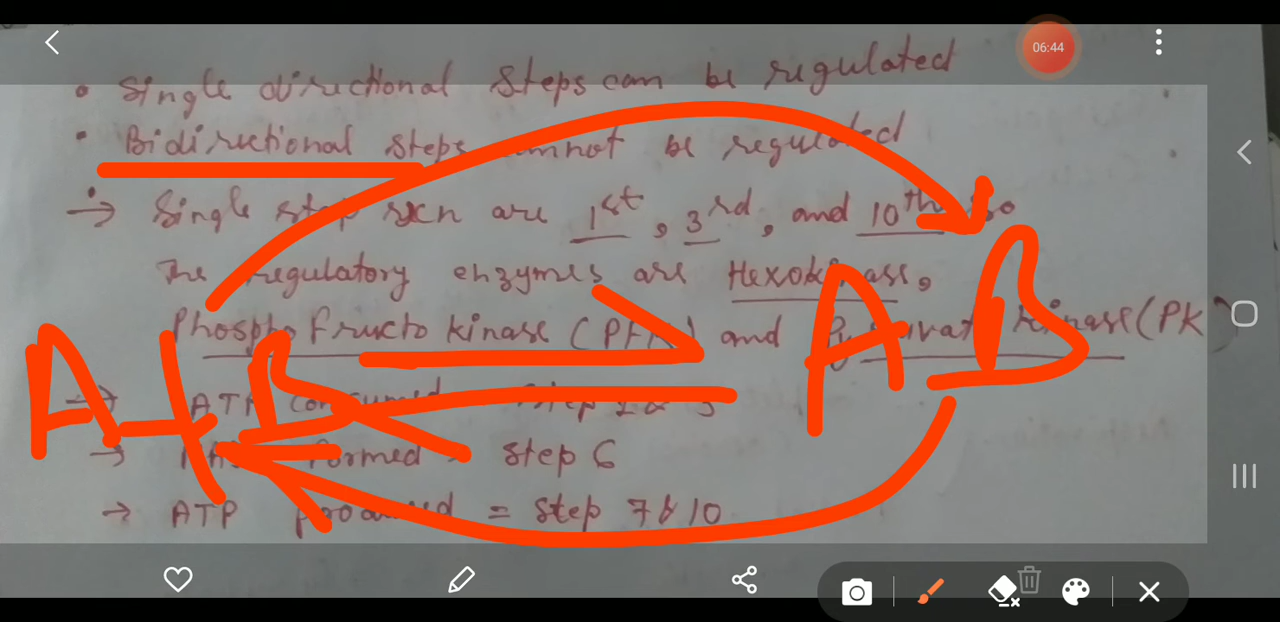 06:44
• Single directional steps can be regulated
• Bidirectional steps cannot be regulated
→ Single step rxn are 1st, 3rd, and 10th so
The regulatory enzymes are Hexokinase,
Phospho fructo kinase (PFK) and Pyruvate kinase (PK)
A + B A B
→ ATP consumed step 1 & 3
→ formed = step 6
→ ATP produced = step 7 & 10